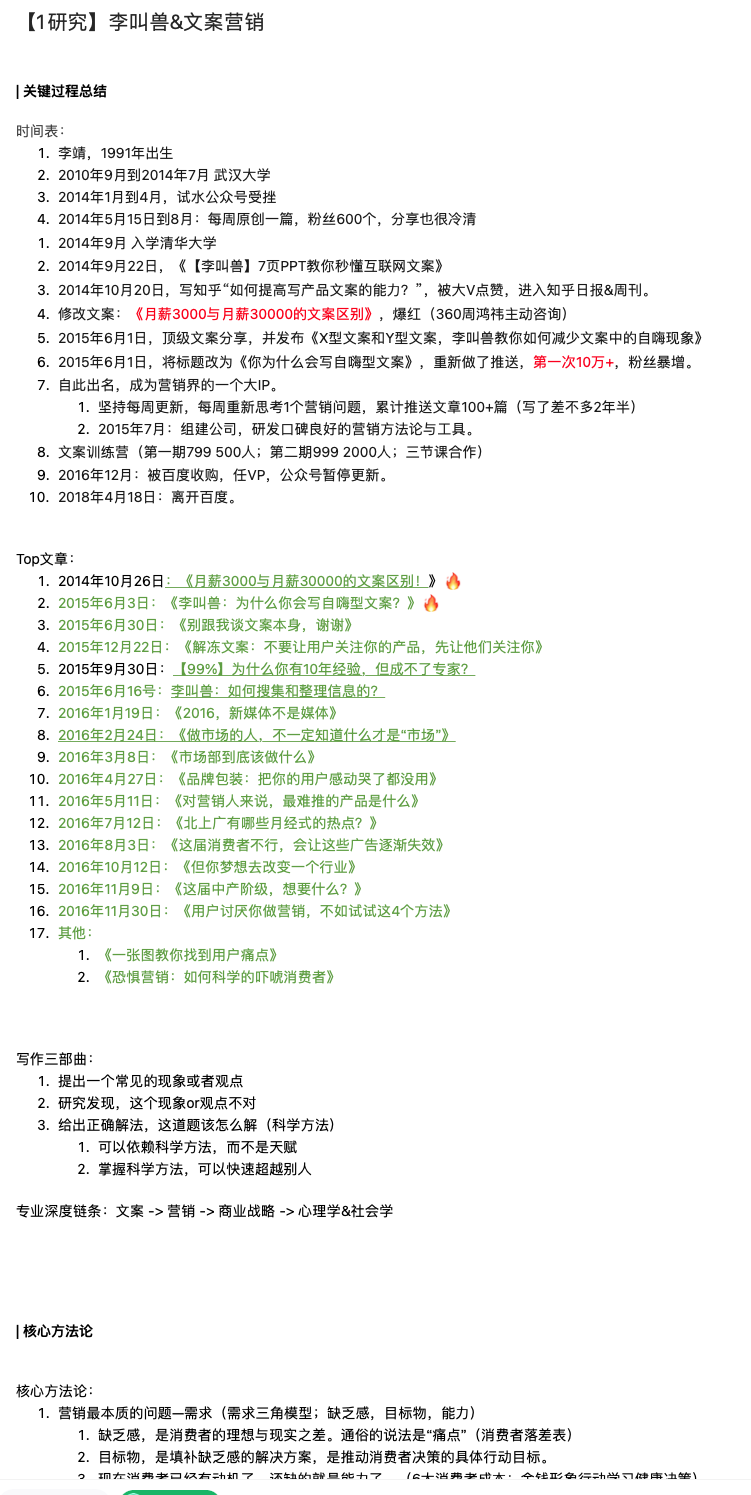 【1研究】李叫兽&文案营销
| 关键过程总结
时间表：
1. 李靖，1991年出生
2. 2010年9月到2014年7月 武汉大学
3. 2014年1月到4月，试水公众号受挫
4. 2014年5月15日到8月：每周原创一篇，粉丝600个，分享也很冷清
1. 2014年9月 入学清华大学
2. 2014年9月22日，《【李叫兽】7页PPT教你秒懂互联网文案》
3. 2014年10月20日，写知乎“如何提高写产品文案的能力？”，被大V点赞，进入知乎日报&周刊。
4. 修改文案：《月薪3000与月薪30000的文案区别》，爆红（360周鸿祎主动咨询）
5. 2015年6月1日，顶级文案分享，并发布《X型文案和Y型文案，李叫兽教你如何减少文案中的自嗨现象》
6. 2015年6月1日，将标题改为《你为什么会写自嗨型文案》，重新做了推送，第一次10万+，粉丝暴增。
7. 自此出名，成为营销界的一个大IP。
1. 坚持每周更新，每周重新思考1个营销问题，累计推送文章100+篇（写了差不多2年半）
2. 2015年7月：组建公司，研发口碑良好的营销方法论与工具。
8. 文案训练营（第一期799 500人；第二期999 2000人；三节课合作）
9. 2016年12月：被百度收购，任VP，公众号暂停更新。
10. 2018年4月18日：离开百度。
Top文章：
1. 2014年10月26日：《月薪3000与月薪30000的文案区别！》🔥
2. 2015年6月3日：《李叫兽：为什么你会写自嗨型文案？》🔥
3. 2015年6月30日：《别跟我谈文案本身，谢谢》
4. 2015年12月22日：《解冻文案：不要让用户关注你的产品，先让他们关注你》
5. 2015年9月30日：【99%】为什么你有10年经验，但成不了专家？
6. 2015年6月16号：李叫兽：如何搜集和整理信息的？
7. 2016年1月19日：《2016，新媒体不是媒体》
8. 2016年2月24日：《做市场的人，不一定知道什么才是“市场”》
9. 2016年3月8日：《市场部到底该做什么》
10. 2016年4月27日：《品牌包装：把你的用户感动哭了都没用》
11. 2016年5月11日：《对营销人来说，最难推的产品是什么》
12. 2016年7月12日：《北上广有哪些月经式的热点？》
13. 2016年8月3日：《这届消费者不行，会让这些广告逐渐失效》
14. 2016年10月12日：《但你梦想去改变一个行业》
15. 2016年11月9日：《这届中产阶级，想要什么？》
16. 2016年11月30日：《用户讨厌你做营销，不如试试这4个方法》
17. 其他：
1. 《一张图教你找到用户痛点》
2. 《恐惧营销：如何科学的吓唬消费者》
写作三部曲：
1. 提出一个常见的现象或者观点
2. 研究发现，这个现象or观点不对
3. 给出正确解法，这道题该怎么解（科学方法）
1. 可以依赖科学方法，而不是天赋
2. 掌握科学方法，可以快速超越别人
专业深度链条：文案 -> 营销 -> 商业战略 -> 心理学&社会学
| 核心方法论
核心方法论：
1. 营销最本质的问题—需求（需求三角模型；缺乏感，目标物，能力）
1. 缺乏感，是消费者的理想与现实之差。通俗的说法是“痛点”（消费者落差表）
2. 目标物，是填补缺乏感的解决方案，是推动消费者决策的具体行动目标。
3. 现在消费者已经有动机了，还缺的就是能力了。（6大消费者成本：金钱形象行动学习健康决策）